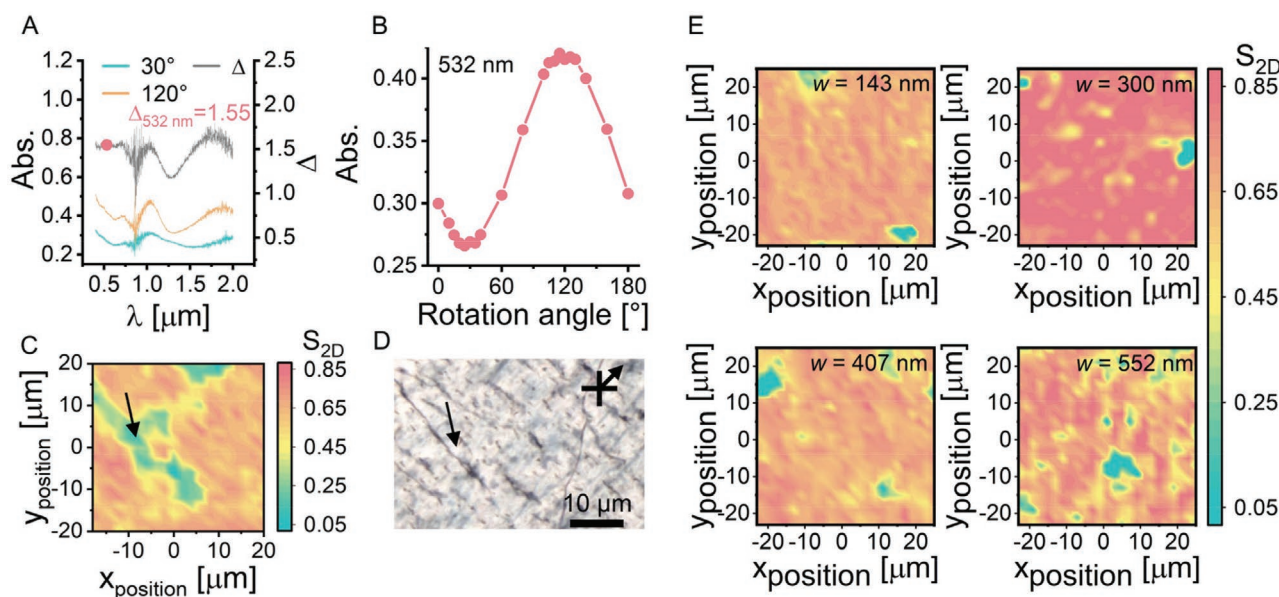 A
1.2
1.0
0.8
0.6
0.4
0.2
Abs.
30°
120°
Δ
Δ532 nm=1.55
2.5
2.0
1.5
1.0
0.5
Δ
0.5 1.0 1.5 2.0
λ [μm]
B
532 nm
0.40
0.35
0.30
0.25
Abs.
0 60 120 180
Rotation angle [°]
C
20
10
0
-10
-20
yposition [μm]
-10 0 10 20
xposition [μm]
S2D
0.85
0.65
0.45
0.25
0.05
D
10 μm
E
w = 143 nm
20
10
0
-10
-20
yposition [μm]
-20 -10 0 10 20
xposition [μm]
w = 300 nm
20
10
0
-10
-20
yposition [μm]
-20 -10 0 10 20
xposition [μm]
w = 407 nm
20
10
0
-10
-20
yposition [μm]
-20 -10 0 10 20
xposition [μm]
w = 552 nm
20
10
0
-10
-20
yposition [μm]
-20 -10 0 10 20
xposition [μm]
S2D
0.85
0.65
0.45
0.25
0.05